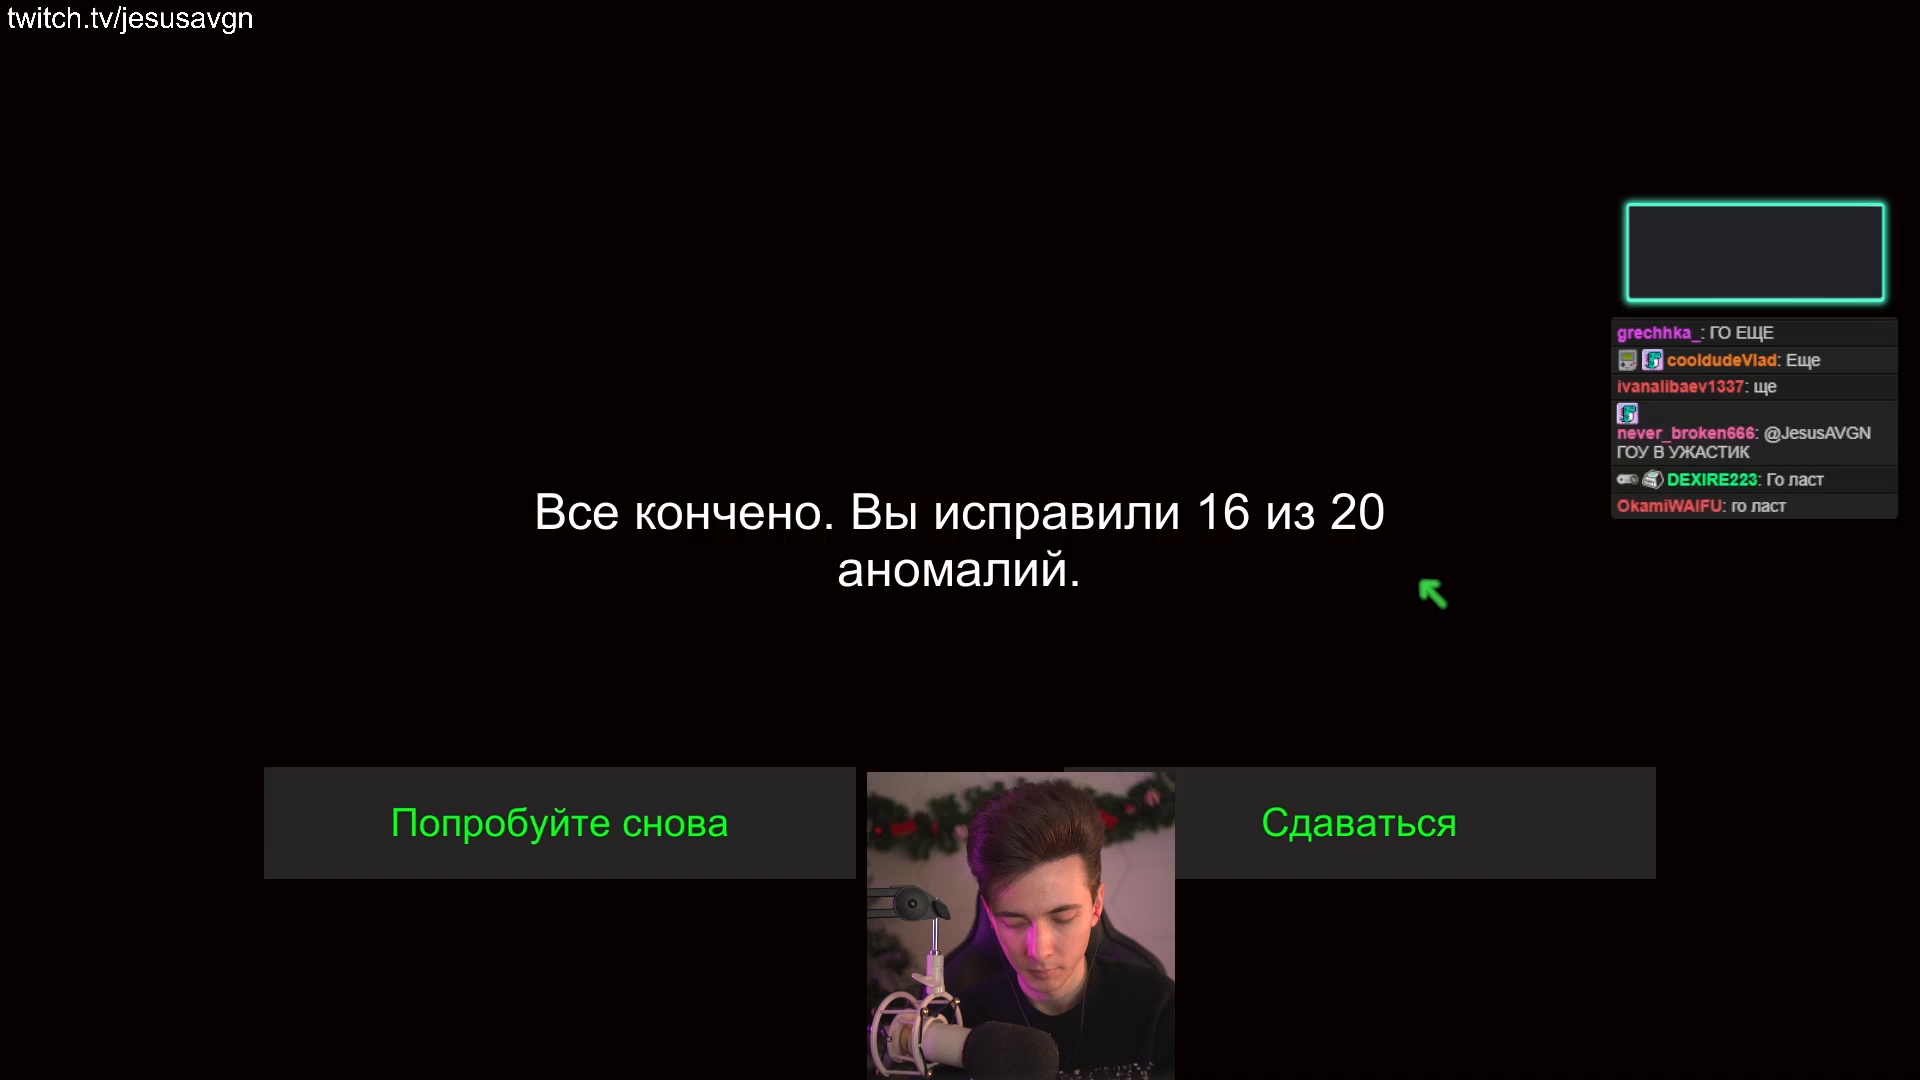 twitch.tv/jesusavgn
grechhka_: ГО ЕЩЕ
cooldudeVlad: Еще
ivanalibaev1337: ще
never_broken666: @JesusAVGN
ГОУ В УЖАСТИК
DEXIRE223: Го ласт
OkamiWAIFU: го ласт
Все кончено. Вы исправили 16 из 20
аномалий.
Попробуйте снова
Сдаваться